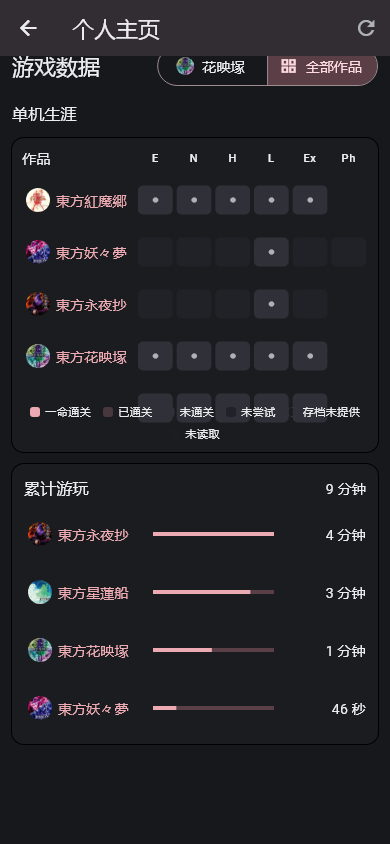 个人主页
游戏数据
花映塚
全部作品
单机生涯
作品 E N H L Ex Ph
東方紅魔郷
東方妖々夢
東方永夜抄
東方花映塚
一命通关 已通关 未通关 未尝试 存档未提供
未读取
累计游玩 9 分钟
東方永夜抄 4 分钟
東方星蓮船 3 分钟
東方花映塚 1 分钟
東方妖々夢 46 秒